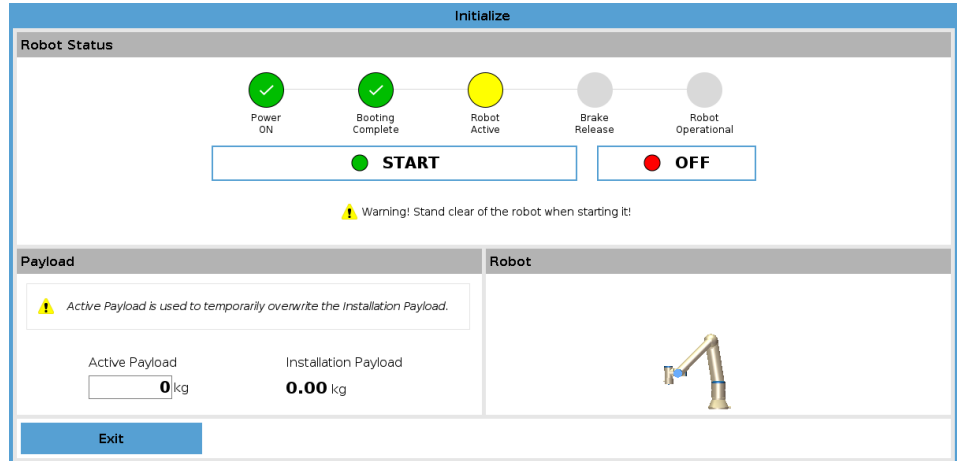 Initialize
Robot Status
Power
ON
Booting
Complete
Robot
Active
Brake
Release
Robot
Operational
START
OFF
Warning! Stand clear of the robot when starting it!
Payload
Robot
Active Payload is used to temporarily overwrite the Installation Payload.
Active Payload
Installation Payload
0 kg
0.00 kg
Exit